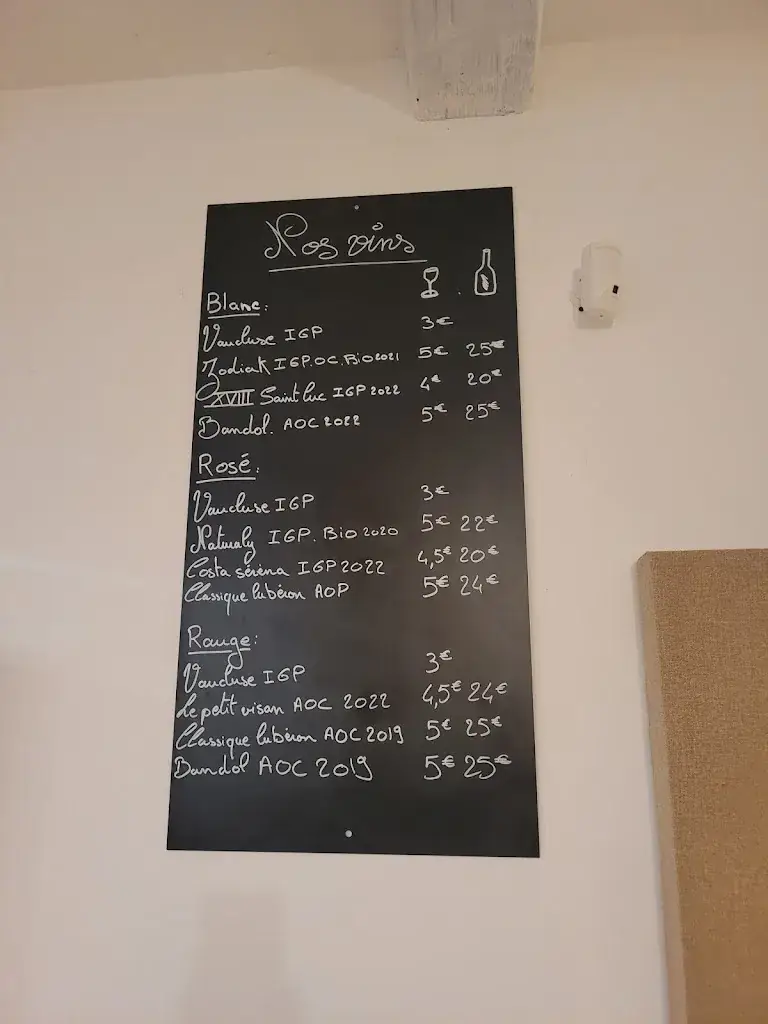 Nos vins
Blanc:
Vaucluse IGP 3€
Zodiak IGP.OC.Bio 2021 5€ 25€
XVIII Saint Luc IGP 2022 4€ 20€
Bandol. AOC 2022 5€ 25€
Rosé:
Vaucluse IGP 3€
Naturaly IGP. Bio 2020 5€ 22€
Costa séréna IGP 2022 4,5€ 20€
Classique lubéron AOP 5€ 24€
Rouge:
Vaucluse IGP 3€
Le petit visan AOC 2022 4,5€ 24€
Classique lubéron AOC 2019 5€ 25€
Bandol AOC 2019 5€ 25€